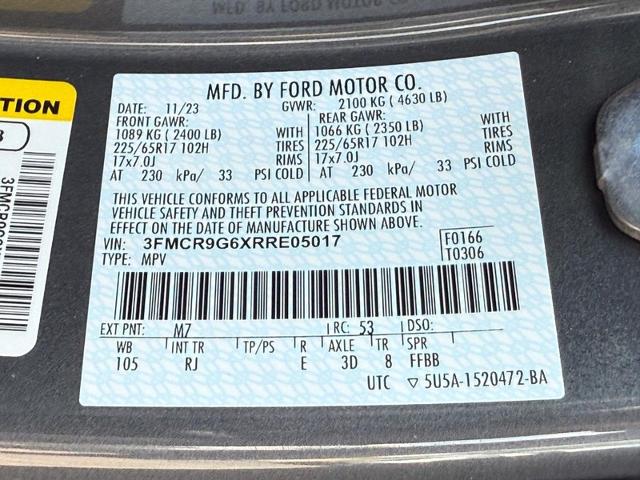 MFD. BY FORD MOTOR CO.
DATE: 11/23 GVWR: 2100 KG ( 4630 LB)
FRONT GAWR: REAR GAWR:
1089 KG ( 2400 LB) WITH 1066 KG ( 2350 LB) WITH
225/65R17 102H TIRES 225/65R17 102H TIRES
17x7.0J RIMS 17x7.0J RIMS
AT 230 kPa/ 33 PSI COLD AT 230 kPa/ 33 PSI COLD
THIS VEHICLE CONFORMS TO ALL APPLICABLE FEDERAL MOTOR
VEHICLE SAFETY AND THEFT PREVENTION STANDARDS IN
EFFECT ON THE DATE OF MANUFACTURE SHOWN ABOVE.
VIN: 3FMCR9G6XRRE05017 F0166
TYPE: MPV T0306
EXT PNT: M7 RC: 53 DSO:
WB INT TR TP/PS R AXLE TR SPR
105 RJ E 3D 8 FFBB
UTC ▽ 5U5A-1520472-BA